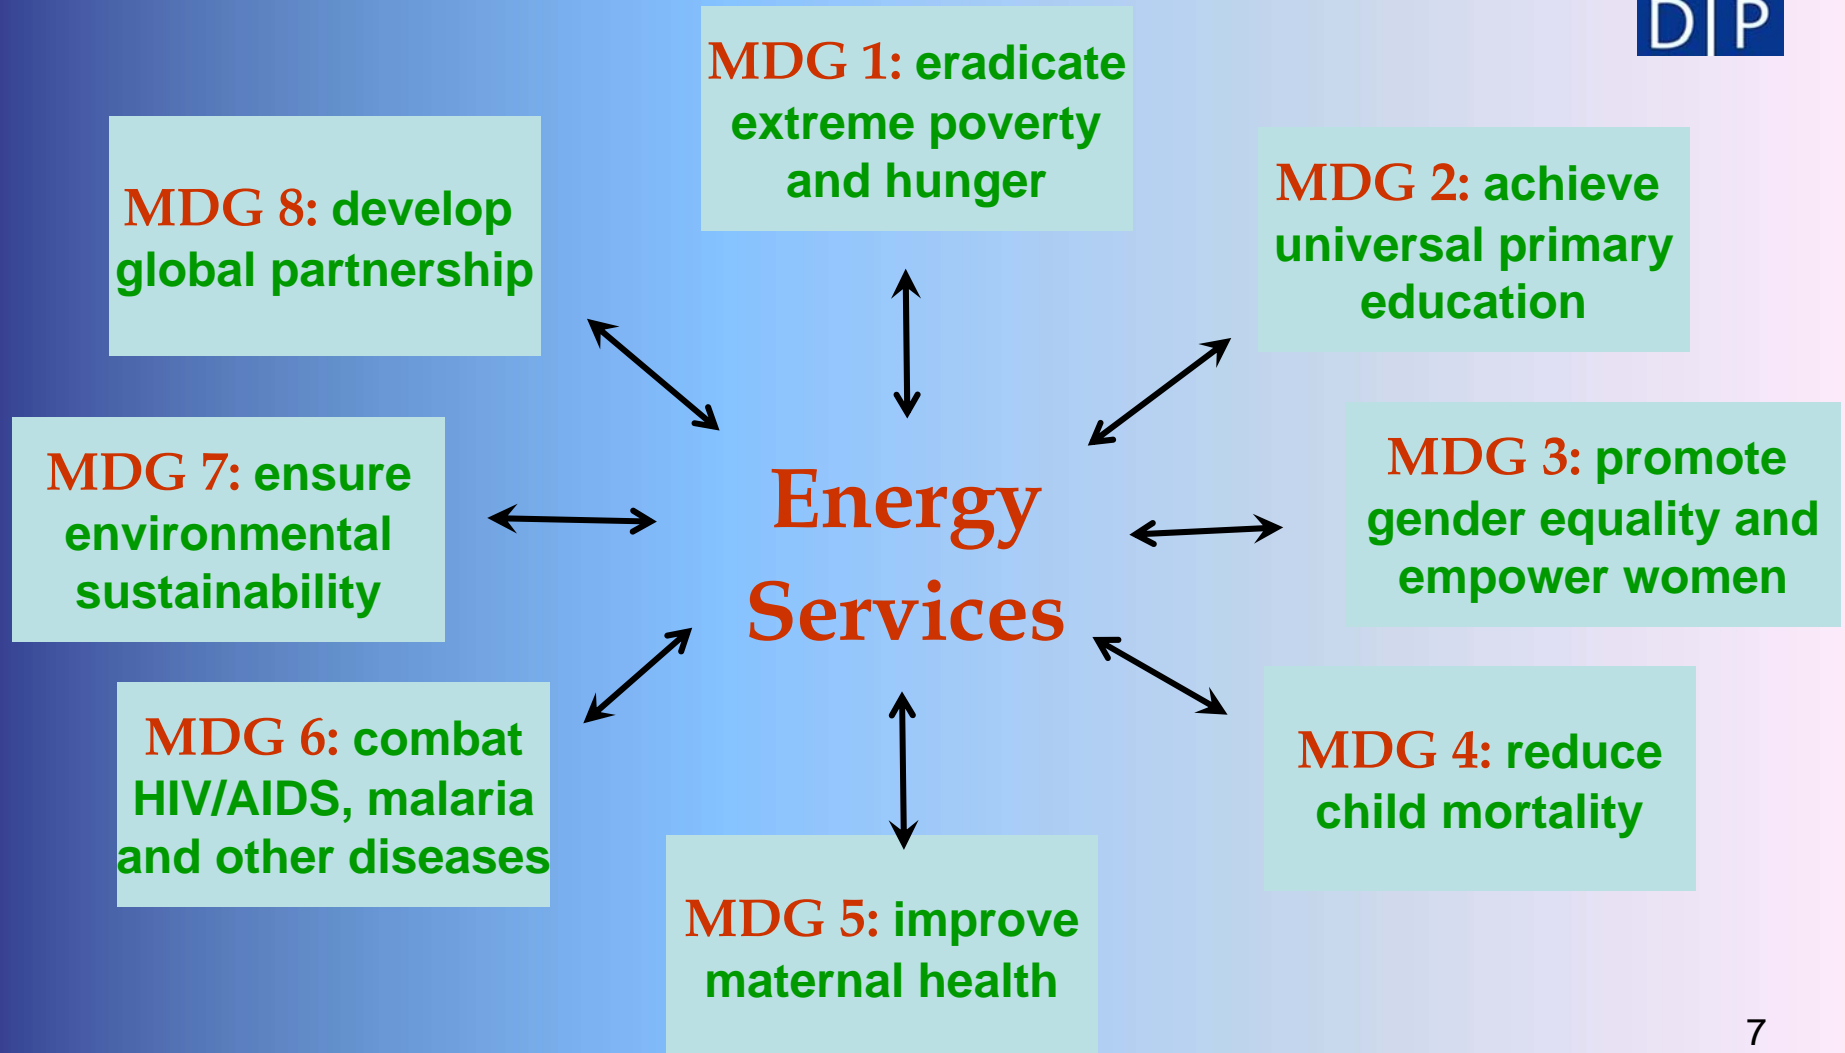 D P
MDG 1: eradicate
extreme poverty
and hunger
MDG 2: achieve
universal primary
education
MDG 3: promote
gender equality and
empower women
MDG 4: reduce
child mortality
MDG 5: improve
maternal health
MDG 6: combat
HIV/AIDS, malaria
and other diseases
MDG 7: ensure
environmental
sustainability
MDG 8: develop
global partnership
Energy
Services
7